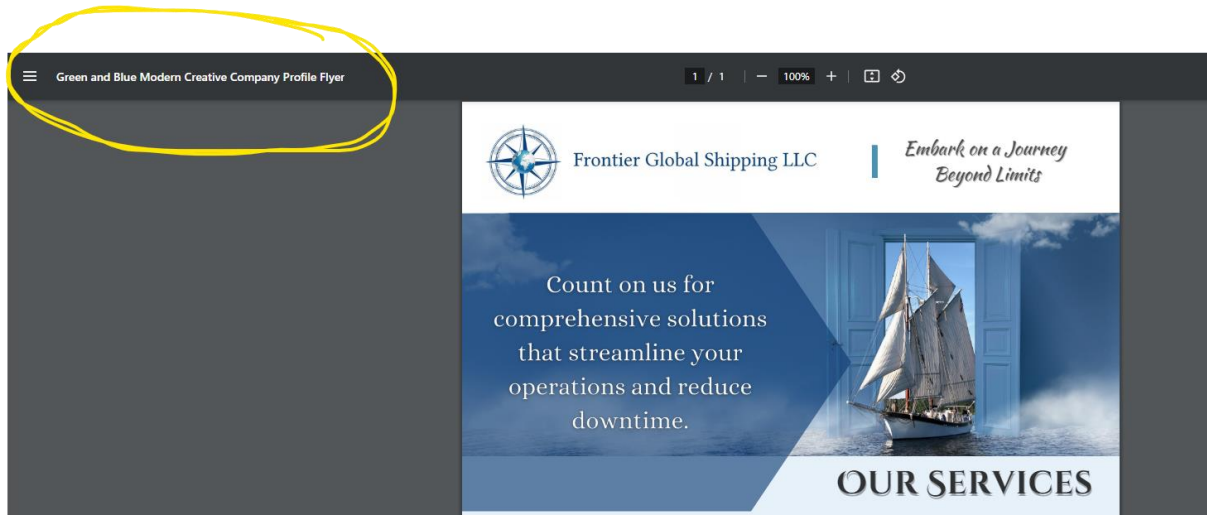 Green and Blue Modern Creative Company Profile Flyer
1 / 1
100%
Frontier Global Shipping LLC
Embark on a Journey
Beyond Limits
Count on us for
comprehensive solutions
that streamline your
operations and reduce
downtime.
OUR SERVICES